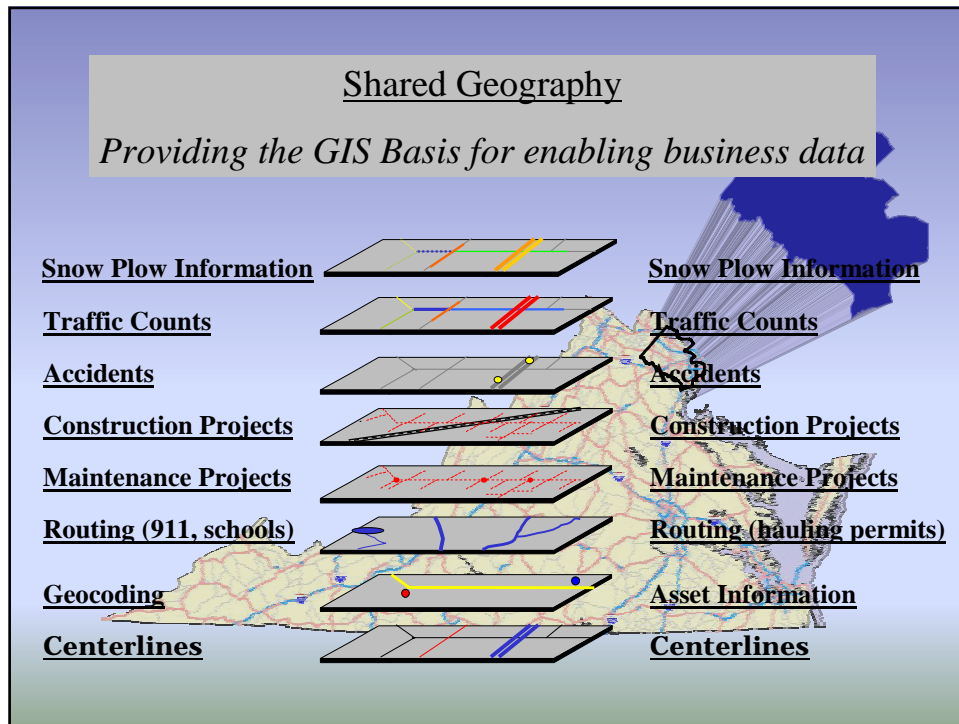 Shared Geography
Providing the GIS Basis for enabling business data
Snow Plow Information
Snow Plow Information
Traffic Counts
Traffic Counts
Accidents
Accidents
Construction Projects
Construction Projects
Maintenance Projects
Maintenance Projects
Routing (911, schools)
Routing (hauling permits)
Geocoding
Asset Information
Centerlines
Centerlines